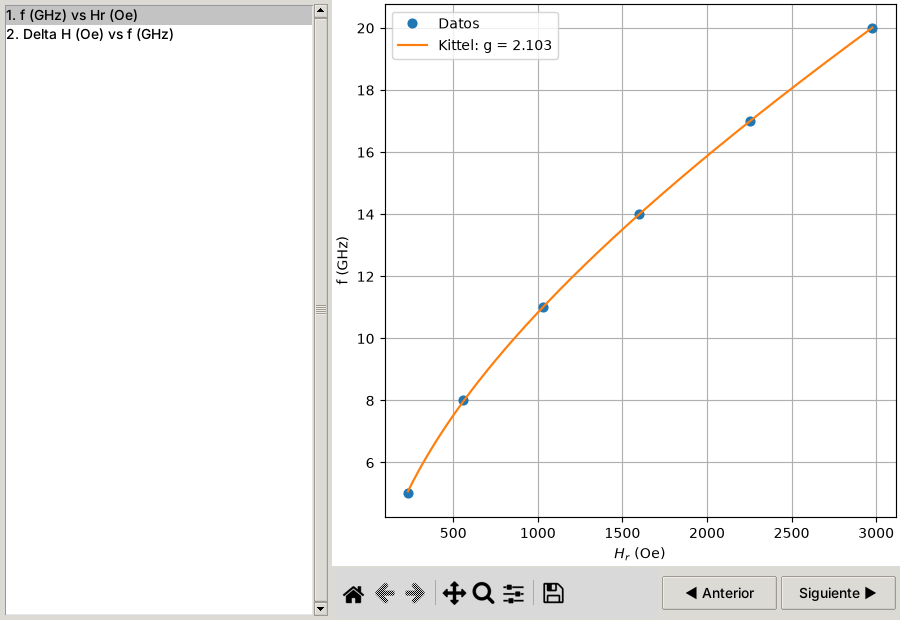 1. f (GHz) vs Hr (Oe)
2. Delta H (Oe) vs f (GHz)
Datos
Kittel: g = 2.103
20
18
16
14
12
10
8
6
f (GHz)
500 1000 1500 2000 2500 3000
Hr (Oe)
◀ Anterior
Siguiente ▶